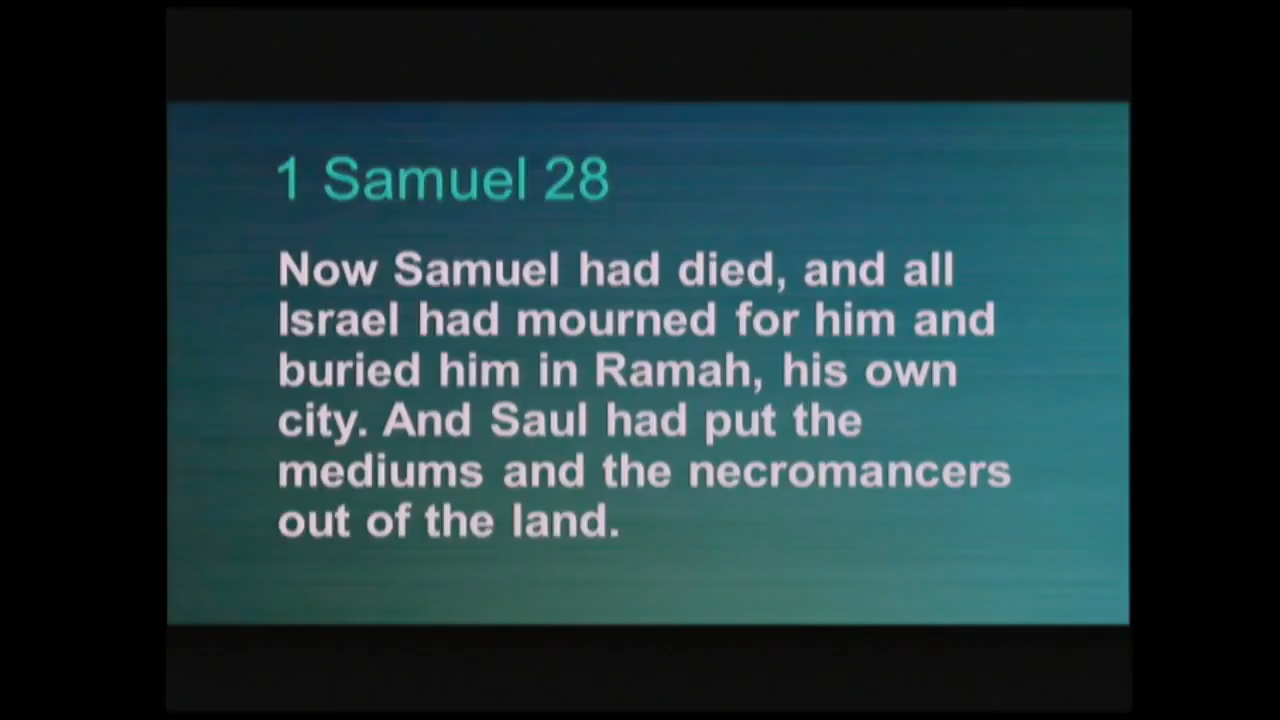 1 Samuel 28
Now Samuel had died, and all
Israel had mourned for him and
buried him in Ramah, his own
city. And Saul had put the
mediums and the necromancers
out of the land.